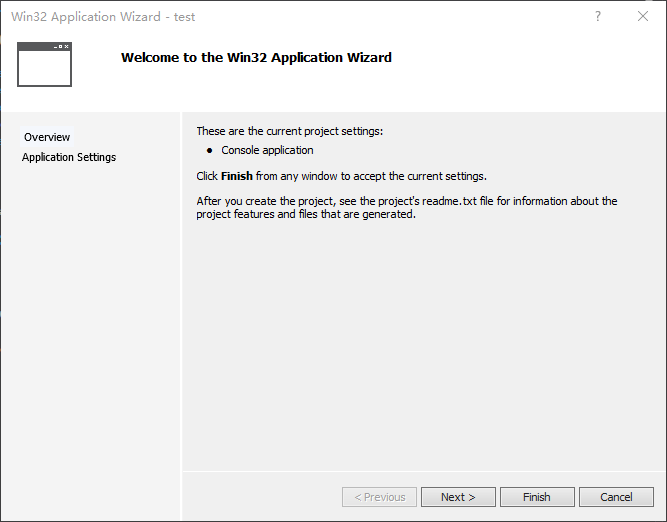 Win32 Application Wizard - test
?
Welcome to the Win32 Application Wizard
Overview
Application Settings
These are the current project settings:
● Console application
Click Finish from any window to accept the current settings.
After you create the project, see the project's readme.txt file for information about the
project features and files that are generated.
< Previous
Next >
Finish
Cancel